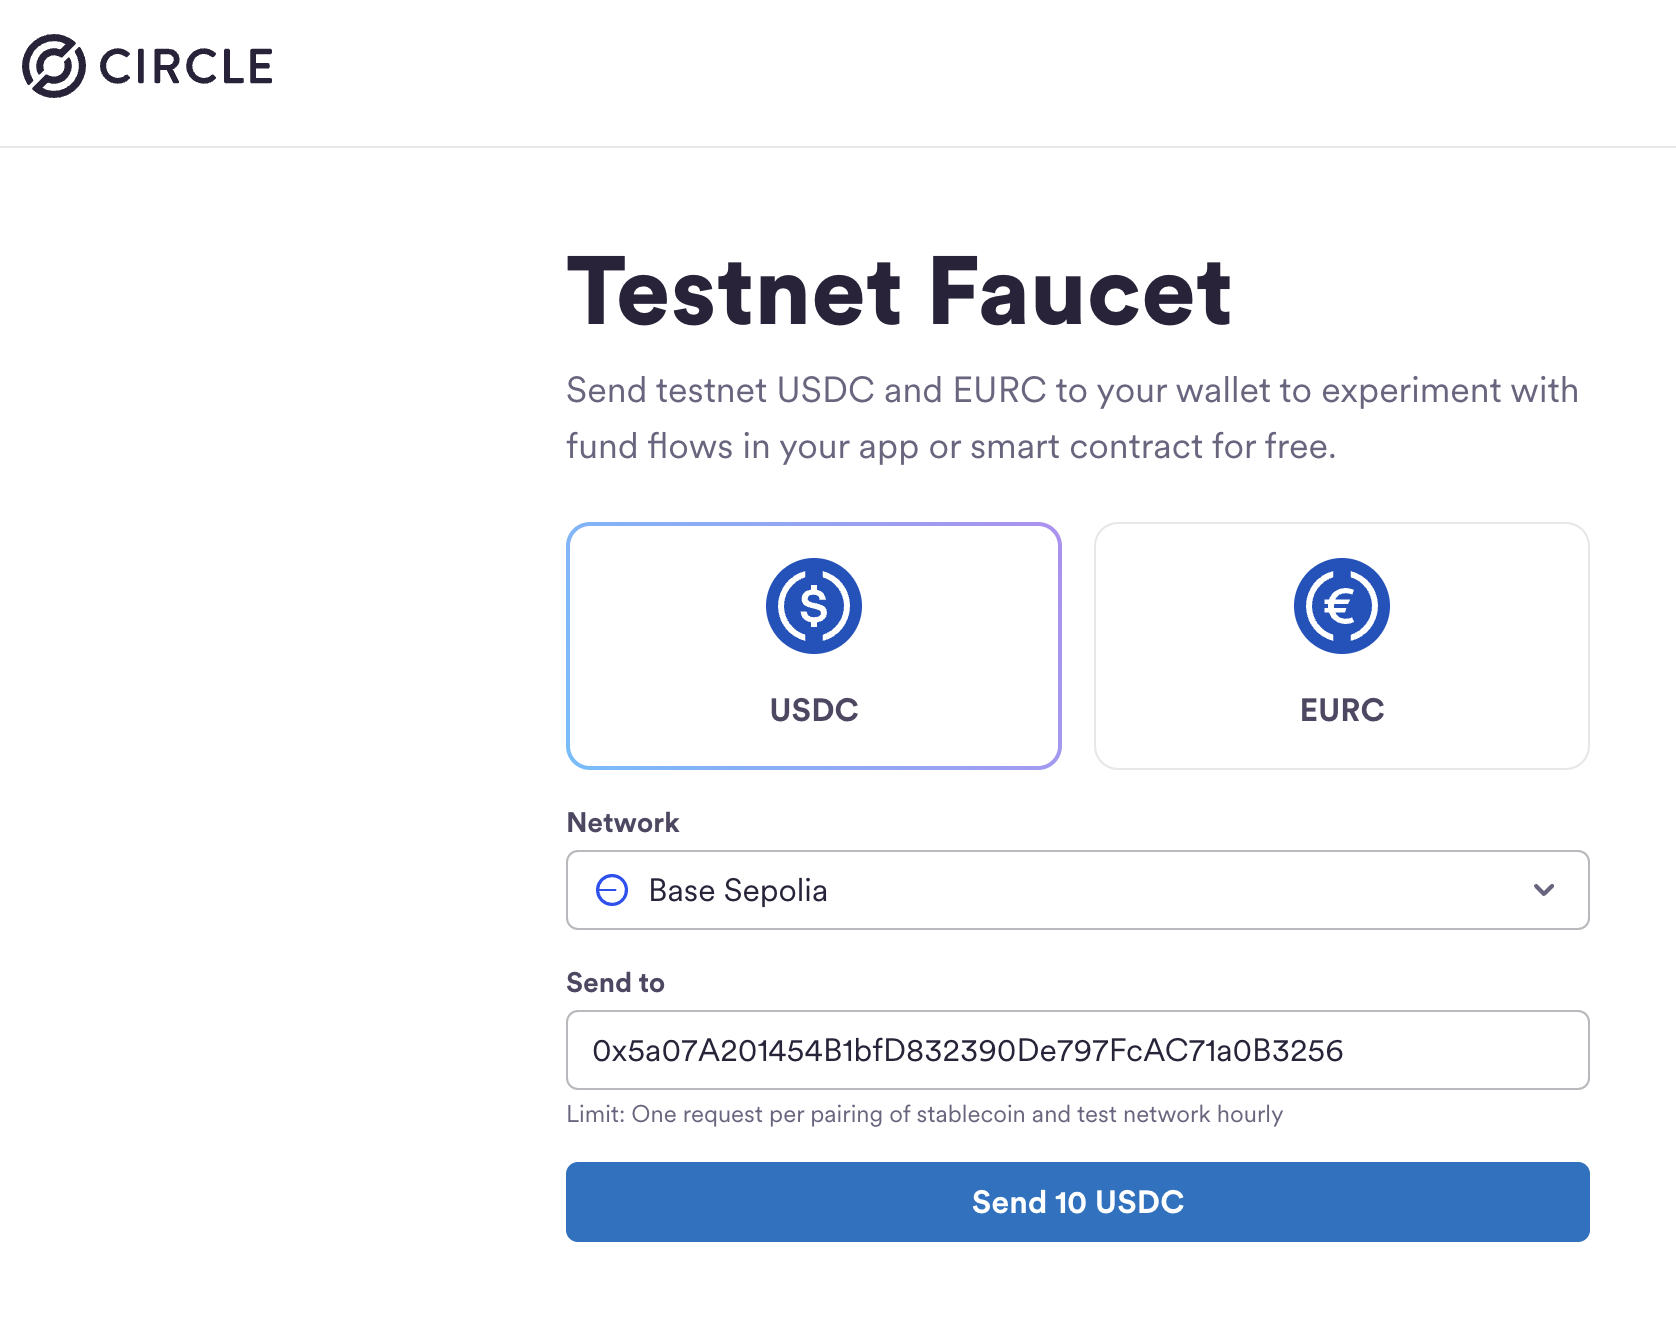 CIRCLE
Testnet Faucet
Send testnet USDC and EURC to your wallet to experiment with
fund flows in your app or smart contract for free.
USDC
EURC
Network
Base Sepolia
Send to
0x5a07A201454B1bfD832390De797FcAC71a0B3256
Limit: One request per pairing of stablecoin and test network hourly
Send 10 USDC